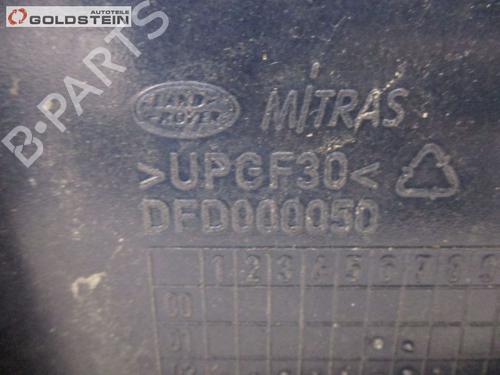 AUTOTEILE
GOLDSTEIN
B-PARTS
LAND
ROVER
MITRAS
>UPGF30<
DFD000050
1 2 3 4 5 6 7 8 9
00
01